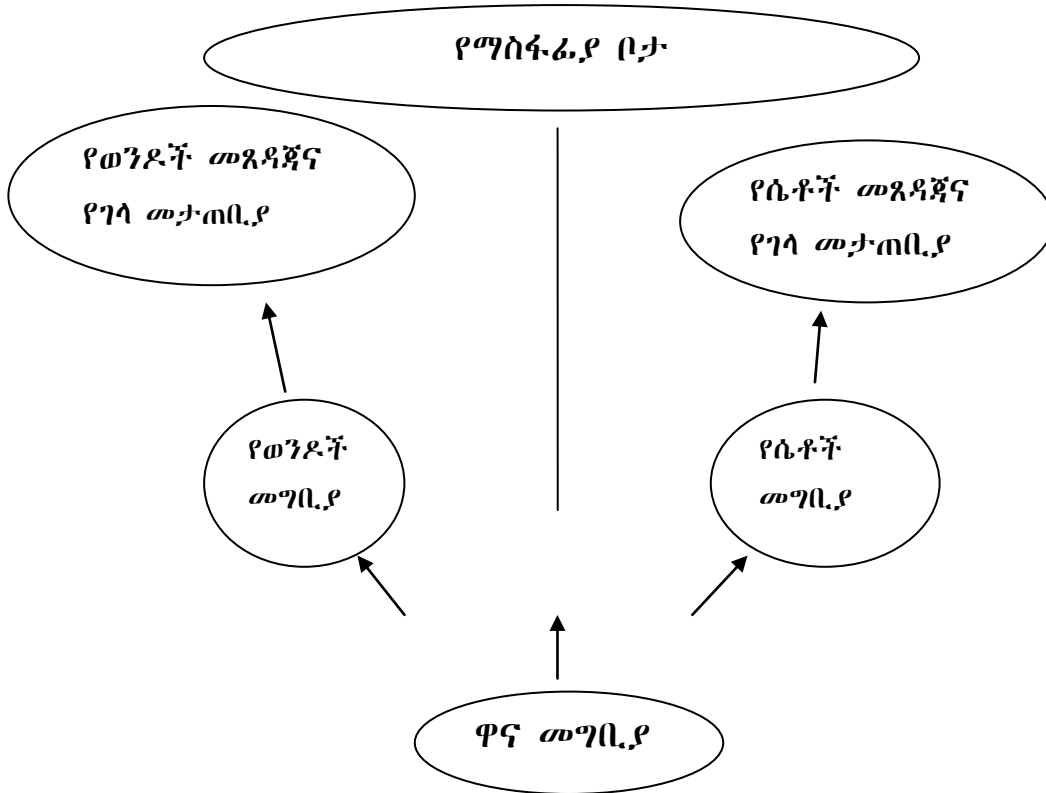 የማስፋፊያ ቦታ
የወንዶች መጸዳጃና
የገላ መታጠቢያ
የሴቶች መጸዳጃና
የገላ መታጠቢያ
የወንዶች
መግቢያ
የሴቶች
መግቢያ
ዋና መግቢያ